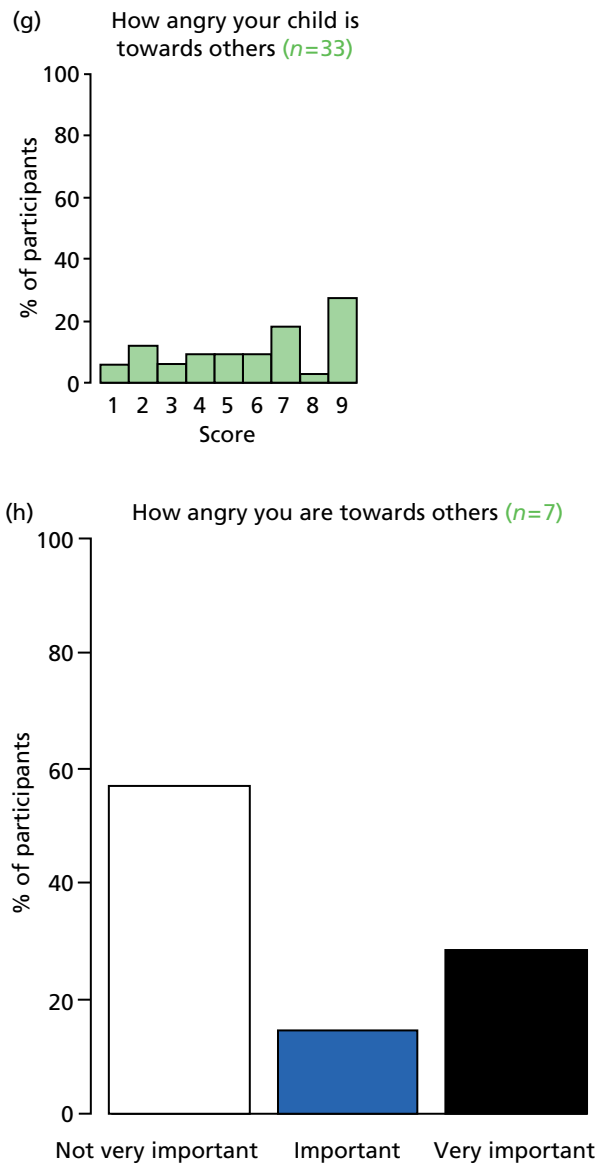 (g)
How angry your child is
towards others (n=33)
100
80
60
40
20
0
% of participants
1 2 3 4 5 6 7 8 9
Score
(h)
How angry you are towards others (n=7)
100
80
60
40
20
0
% of participants
Not very important Important Very important